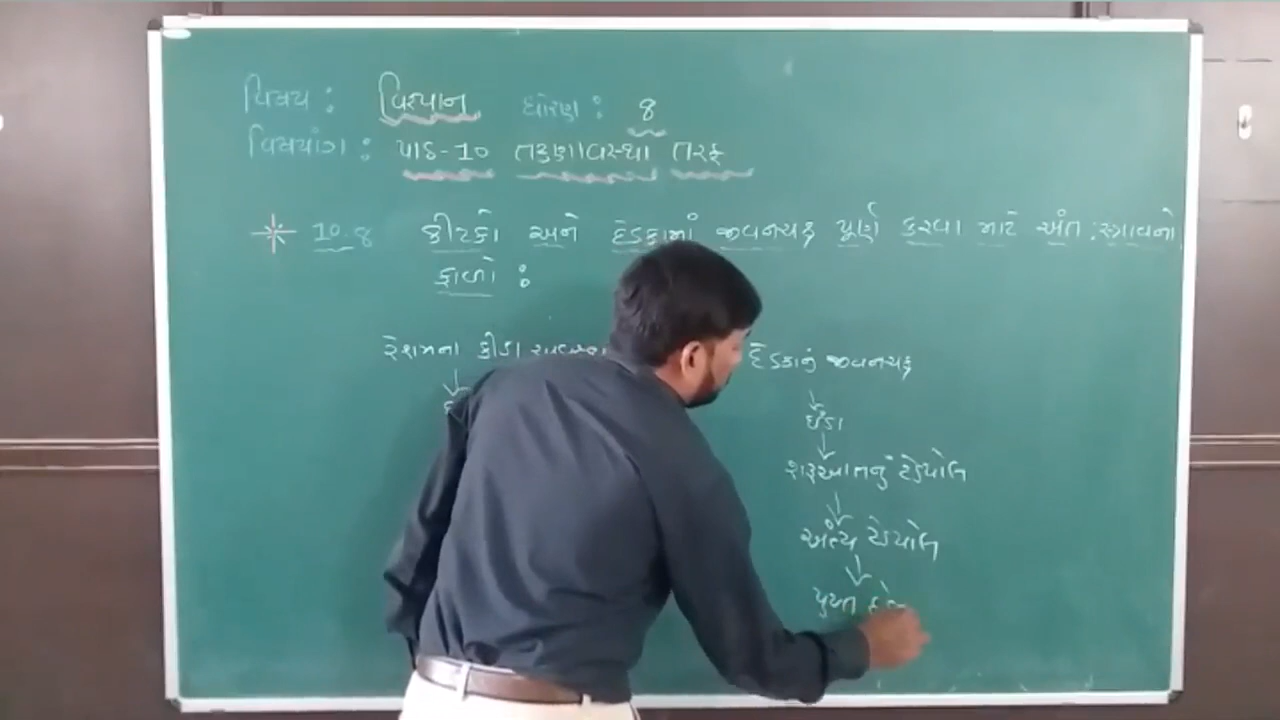 વિષય : વિજ્ઞાન ધોરણ : 8
વિષયાંગ : પાઠ-10 તરુણાવસ્થા તરફ
10.8 કીટકો અને દેડકામાં જીવનચક્ર પૂર્ણ કરવા માટે અંત:સ્ત્રાવનો
ફાળો :
રેશમના કીડા
દેડકાનું જીવનચક્ર
ઈંડા
શરૂઆતનું ટેડપોલ
અંત્ય ટેડપોલ
પુખ્ત